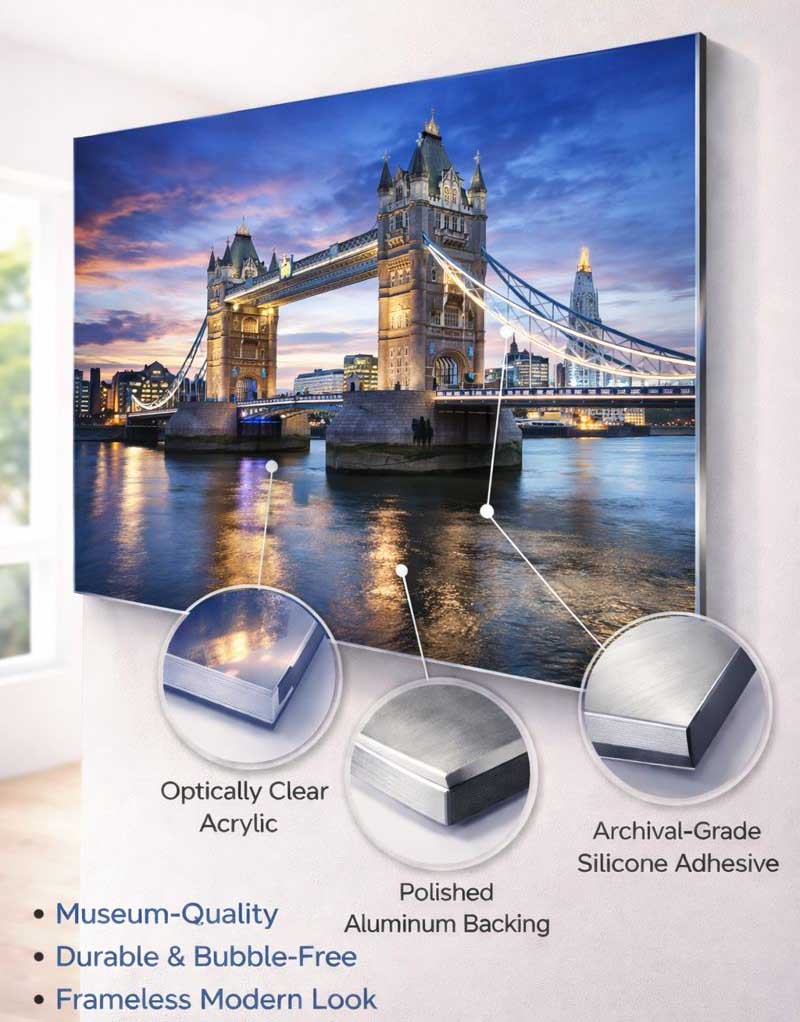 Optically Clear
Acrylic
Polished
Aluminum Backing
Archival-Grade
Silicone Adhesive
• Museum-Quality
• Durable & Bubble-Free
• Frameless Modern Look